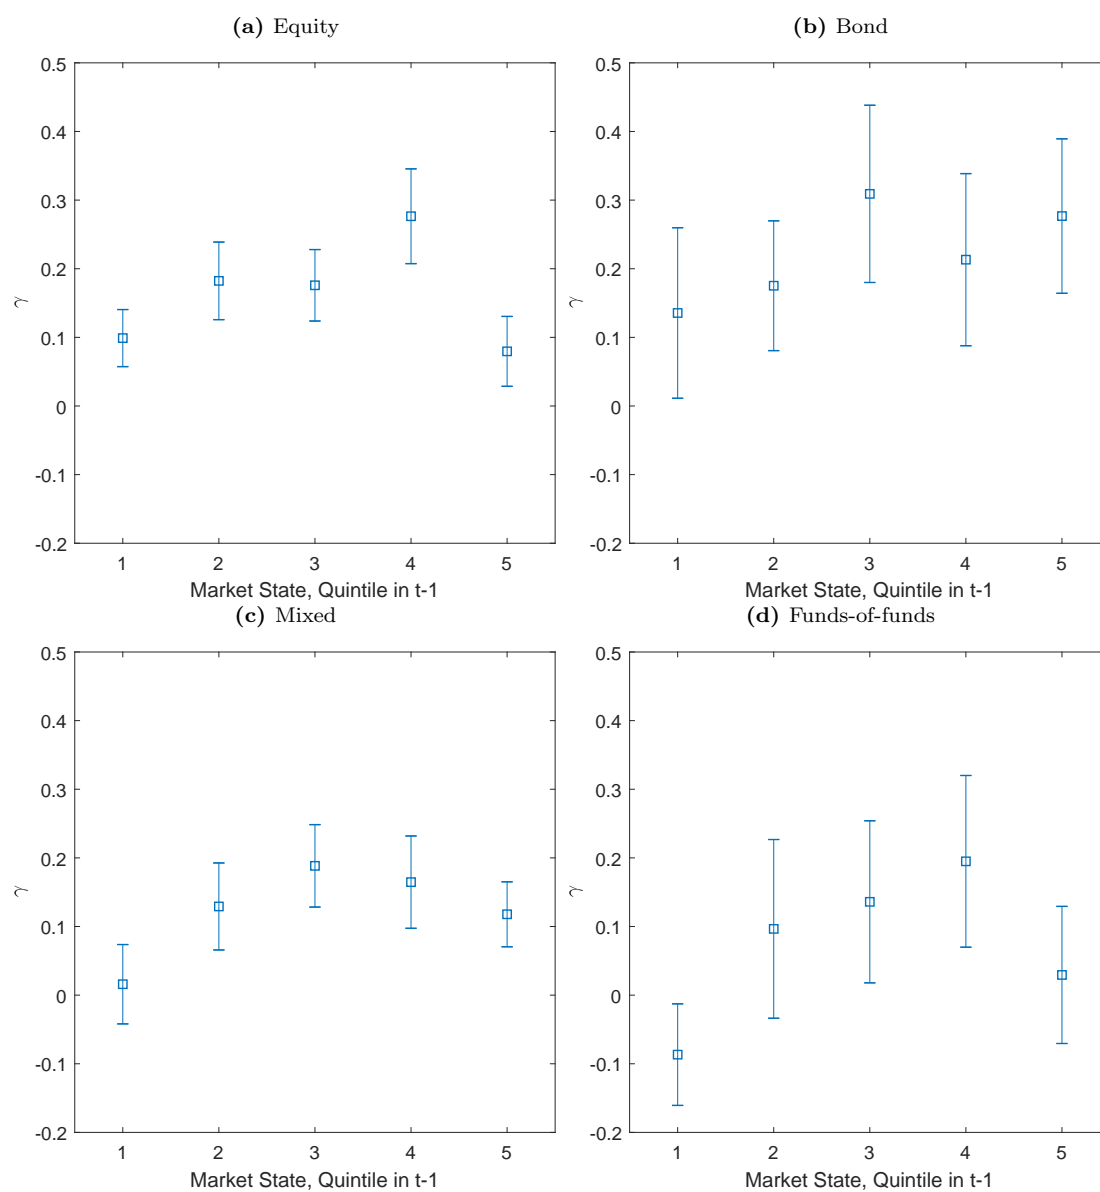 (a) Equity
0.5
0.4
0.3
0.2
0.1
0
-0.1
-0.2
γ
1 2 3 4 5
Market State, Quintile in t-1
(b) Bond
0.5
0.4
0.3
0.2
0.1
0
-0.1
-0.2
γ
1 2 3 4 5
Market State, Quintile in t-1
(c) Mixed
0.5
0.4
0.3
0.2
0.1
0
-0.1
-0.2
γ
1 2 3 4 5
Market State, Quintile in t-1
(d) Funds-of-funds
0.5
0.4
0.3
0.2
0.1
0
-0.1
-0.2
γ
1 2 3 4 5
Market State, Quintile in t-1